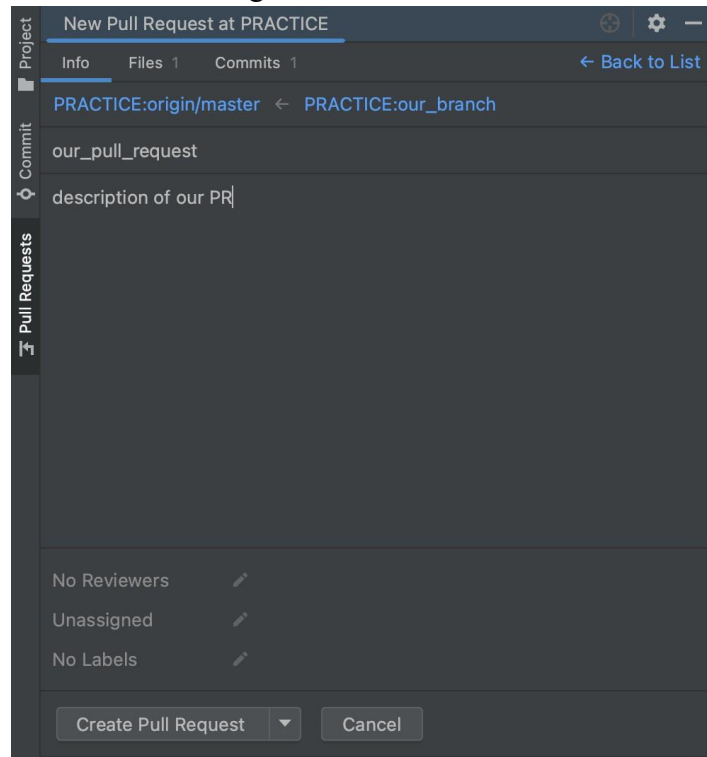 Project
Commit
Pull Requests
New Pull Request at PRACTICE
Info Files 1 Commits 1 ← Back to List
PRACTICE:origin/master ← PRACTICE:our_branch
our_pull_request
description of our PR
No Reviewers
Unassigned
No Labels
Create Pull Request Cancel